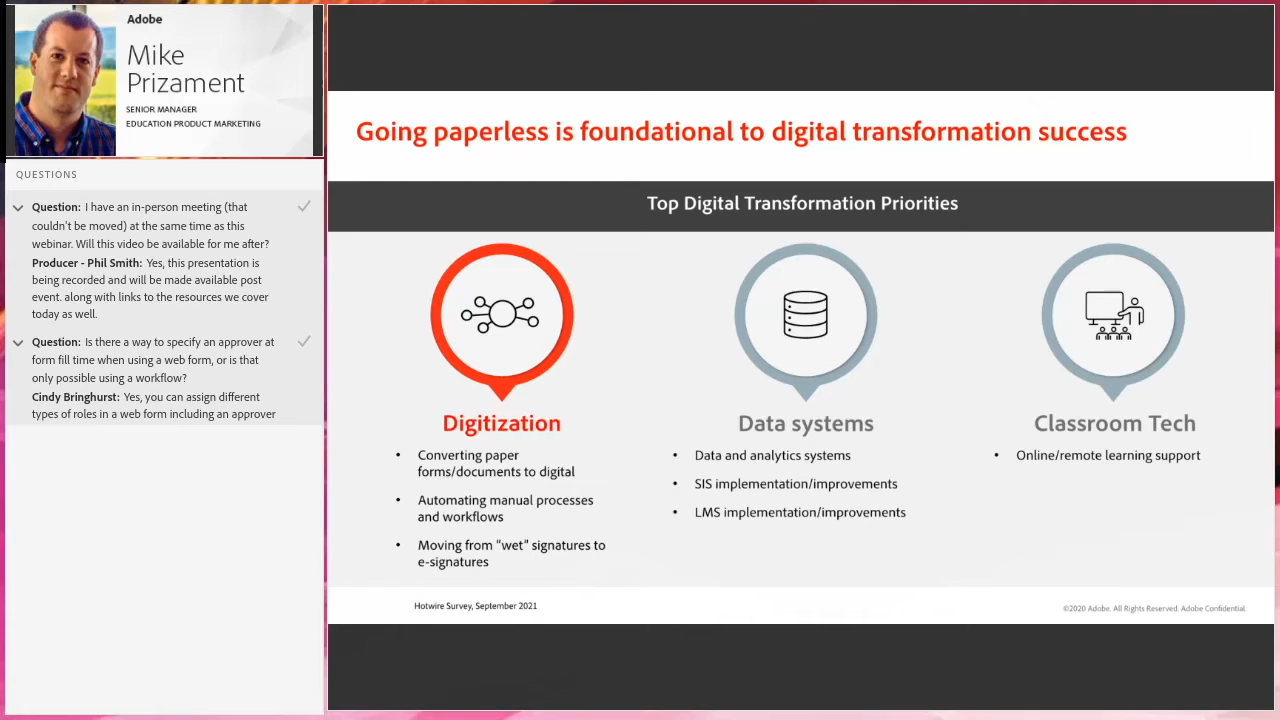 Adobe
Mike
Prizament
SENIOR MANAGER
EDUCATION PRODUCT MARKETING
QUESTIONS
Question: I have an in-person meeting (that
couldn't be moved) at the same time as this
webinar. Will this video be available for me after?
Producer - Phil Smith: Yes, this presentation is
being recorded and will be made available post
event. along with links to the resources we cover
today as well.
Question: Is there a way to specify an approver at
form fill time when using a web form, or is that
only possible using a workflow?
Cindy Bringhurst: Yes, you can assign different
types of roles in a web form including an approver
Going paperless is foundational to digital transformation success
Top Digital Transformation Priorities
Digitization
• Converting paper
forms/documents to digital
• Automating manual processes
and workflows
• Moving from “wet” signatures to
e-signatures
Data systems
• Data and analytics systems
• SIS implementation/improvements
• LMS implementation/improvements
Classroom Tech
• Online/remote learning support
Hotwire Survey, September 2021
©2020 Adobe. All Rights Reserved. Adobe Confidential.